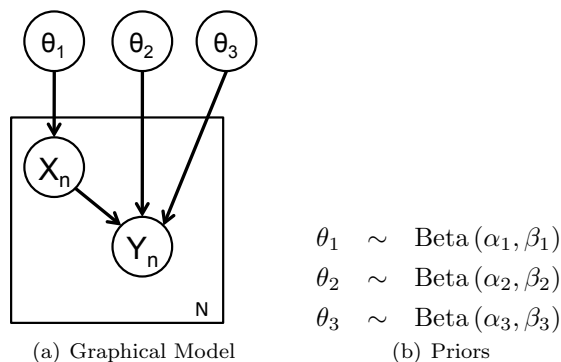 θ1 θ2 θ3
Xn
Yn
N
(a) Graphical Model
θ1 ∼ Beta (α1, β1)
θ2 ∼ Beta (α2, β2)
θ3 ∼ Beta (α3, β3)
(b) Priors